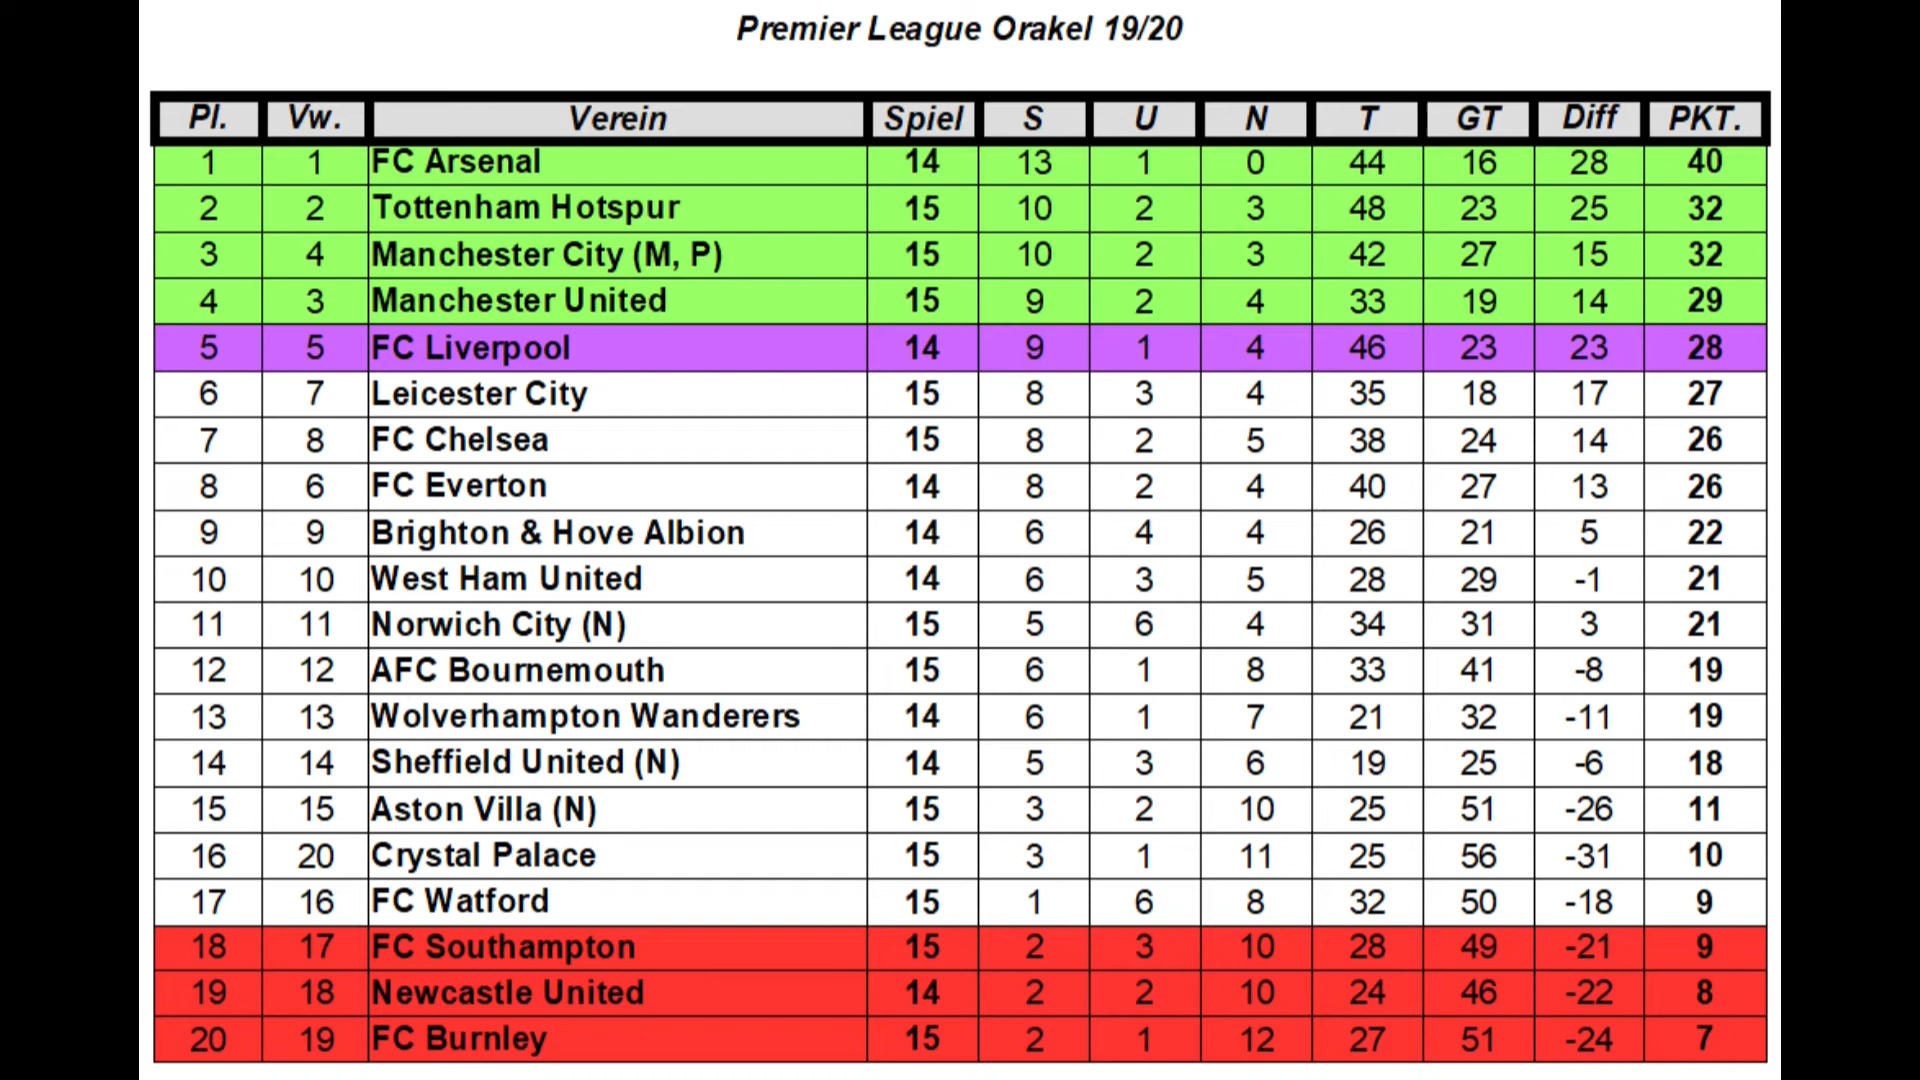 Premier League Orakel 19/20
Pl. Vw. Verein Spiel S U N T GT Diff PKT.
1 1 FC Arsenal 14 13 1 0 44 16 28 40
2 2 Tottenham Hotspur 15 10 2 3 48 23 25 32
3 4 Manchester City (M, P) 15 10 2 3 42 27 15 32
4 3 Manchester United 15 9 2 4 33 19 14 29
5 5 FC Liverpool 14 9 1 4 46 23 23 28
6 7 Leicester City 15 8 3 4 35 18 17 27
7 8 FC Chelsea 15 8 2 5 38 24 14 26
8 6 FC Everton 14 8 2 4 40 27 13 26
9 9 Brighton & Hove Albion 14 6 4 4 26 21 5 22
10 10 West Ham United 14 6 3 5 28 29 -1 21
11 11 Norwich City (N) 15 5 6 4 34 31 3 21
12 12 AFC Bournemouth 15 6 1 8 33 41 -8 19
13 13 Wolverhampton Wanderers 14 6 1 7 21 32 -11 19
14 14 Sheffield United (N) 14 5 3 6 19 25 -6 18
15 15 Aston Villa (N) 15 3 2 10 25 51 -26 11
16 20 Crystal Palace 15 3 1 11 25 56 -31 10
17 16 FC Watford 15 1 6 8 32 50 -18 9
18 17 FC Southampton 15 2 3 10 28 49 -21 9
19 18 Newcastle United 14 2 2 10 24 46 -22 8
20 19 FC Burnley 15 2 1 12 27 51 -24 7